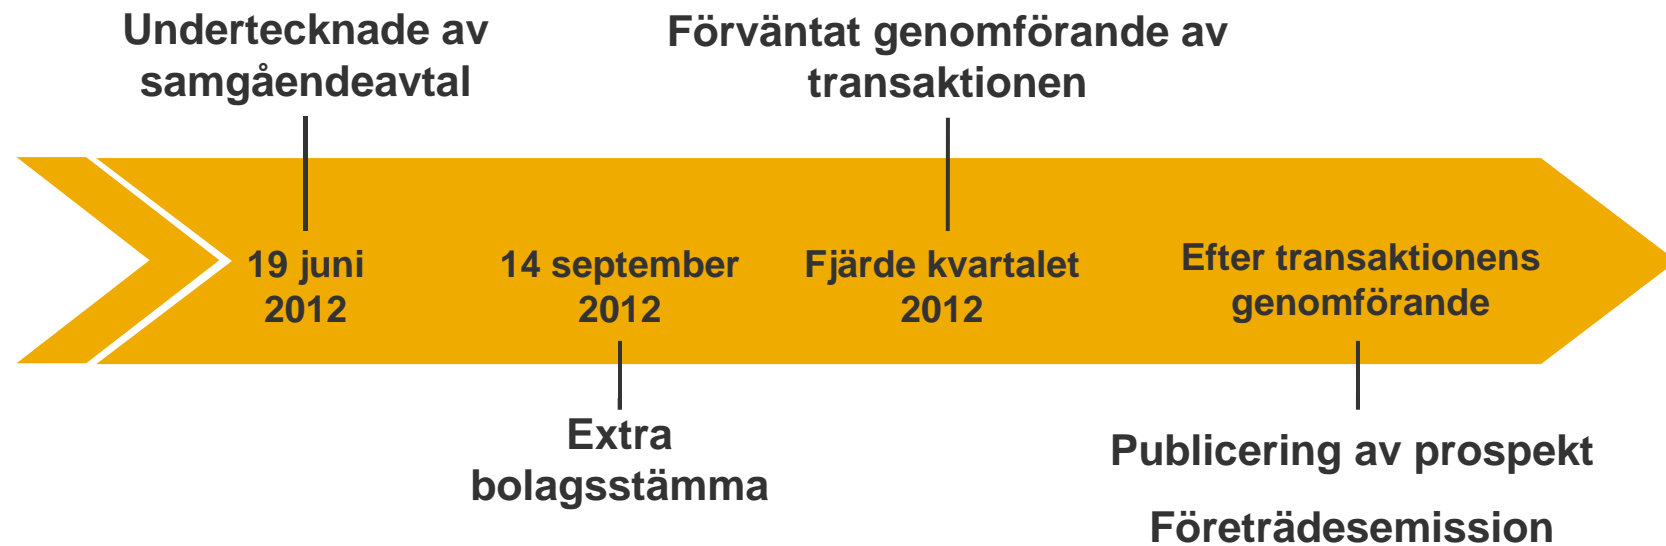 Undertecknade av
samgåendeavtal
Förväntat genomförande av
transaktionen
19 juni
2012
14 september
2012
Fjärde kvartalet
2012
Efter transaktionens
genomförande
Extra
bolagsstämma
Publicering av prospekt
Företrädesemission